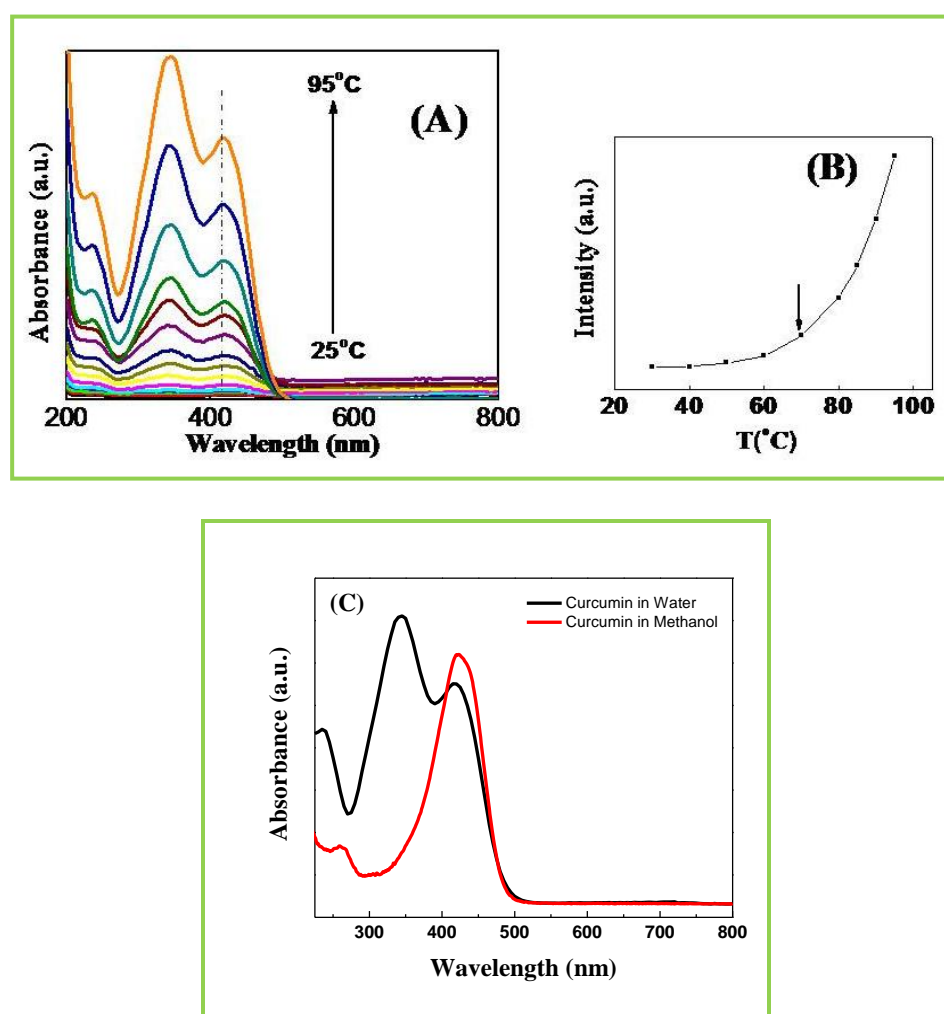 95°C
(A)
25°C
Absorbance (a.u.)
200 400 600 800
Wavelength (nm)
(B)
Intensity (a.u.)
20 40 60 80 100
T(°C)
(C)
Curcumin in Water
Curcumin in Methanol
Absorbance (a.u.)
300 400 500 600 700 800
Wavelength (nm)